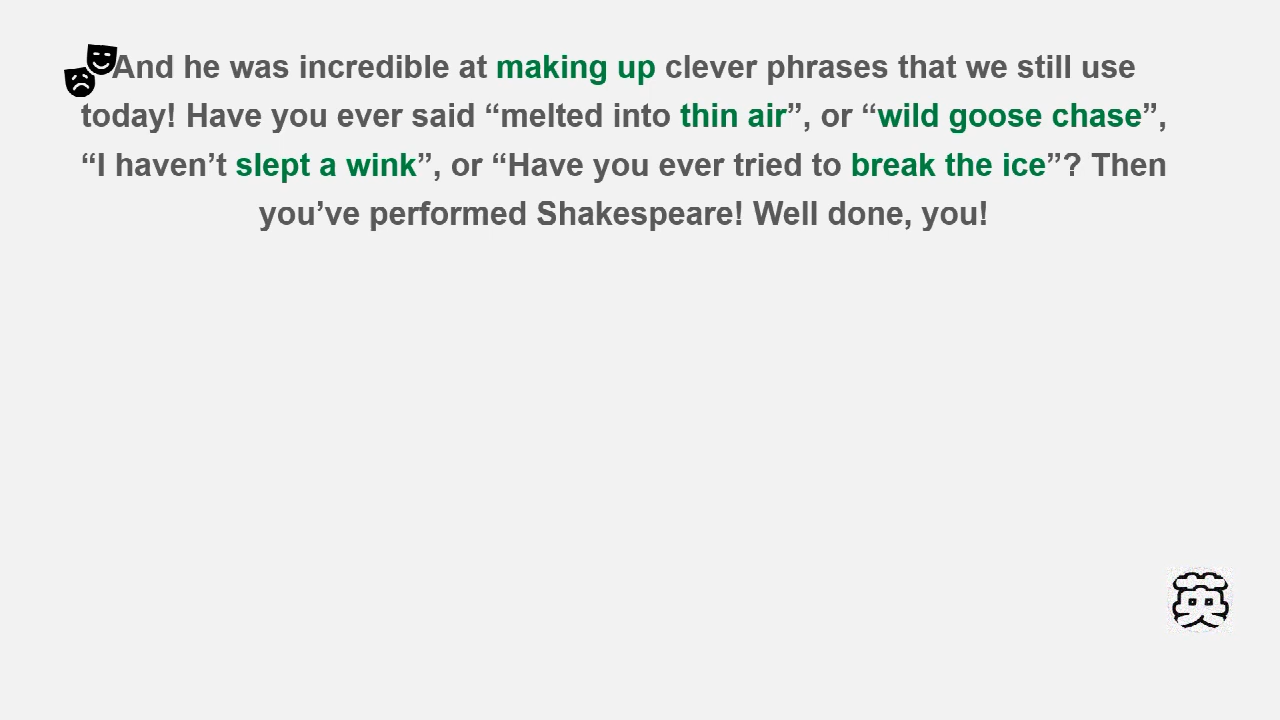 And he was incredible at making up clever phrases that we still use
today! Have you ever said “melted into thin air”, or “wild goose chase”,
“I haven’t slept a wink”, or “Have you ever tried to break the ice”? Then
you’ve performed Shakespeare! Well done, you!
英